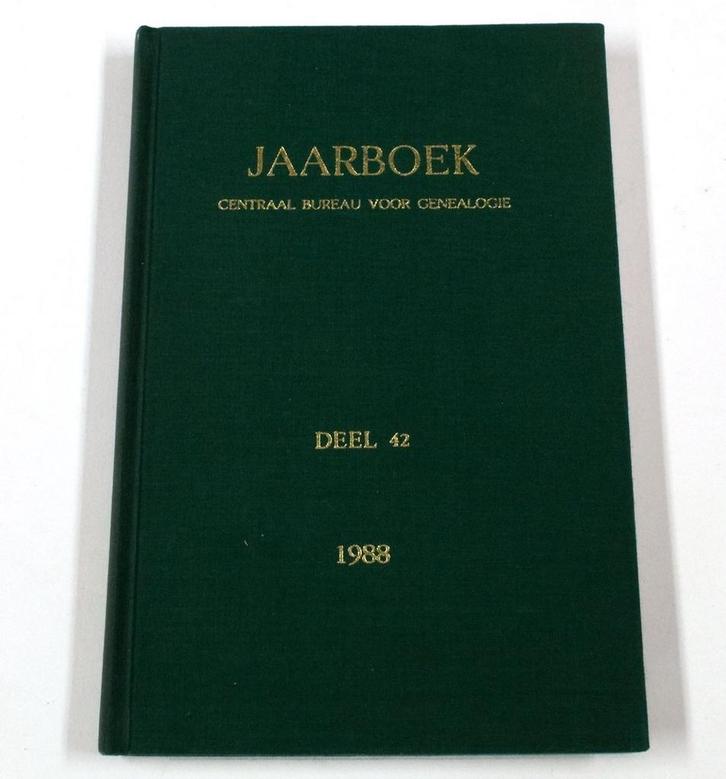 JAARBOEK
CENTRAAL BUREAU VOOR GENEALOGIE
DEEL 42
1988